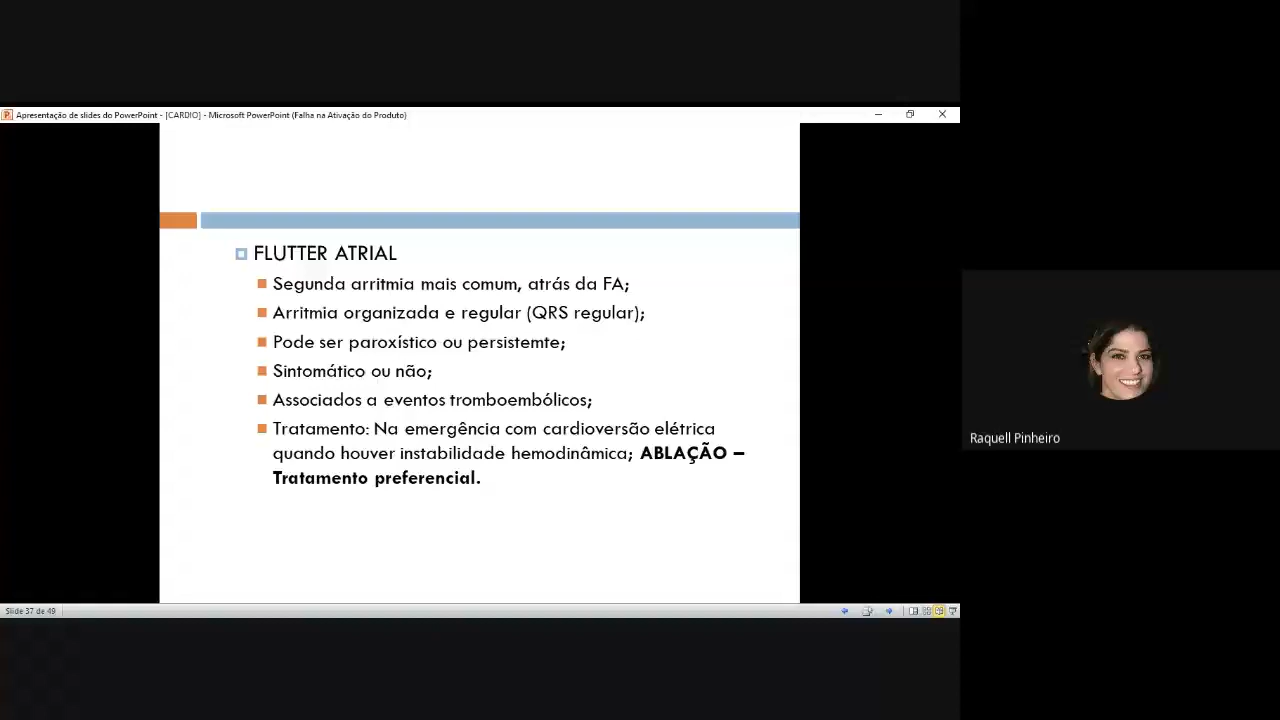 Apresentação de slides do PowerPoint - [CARDIO] - Microsoft PowerPoint (Falha na Ativação do Produto)
FLUTTER ATRIAL
Segunda arritmia mais comum, atrás da FA;
Arritmia organizada e regular (QRS regular);
Pode ser paroxístico ou persistemte;
Sintomático ou não;
Associados a eventos tromboembólicos;
Tratamento: Na emergência com cardioversão elétrica
quando houver instabilidade hemodinâmica; ABLAÇÃO –
Tratamento preferencial.
Raquell Pinheiro
Slide 37 de 49